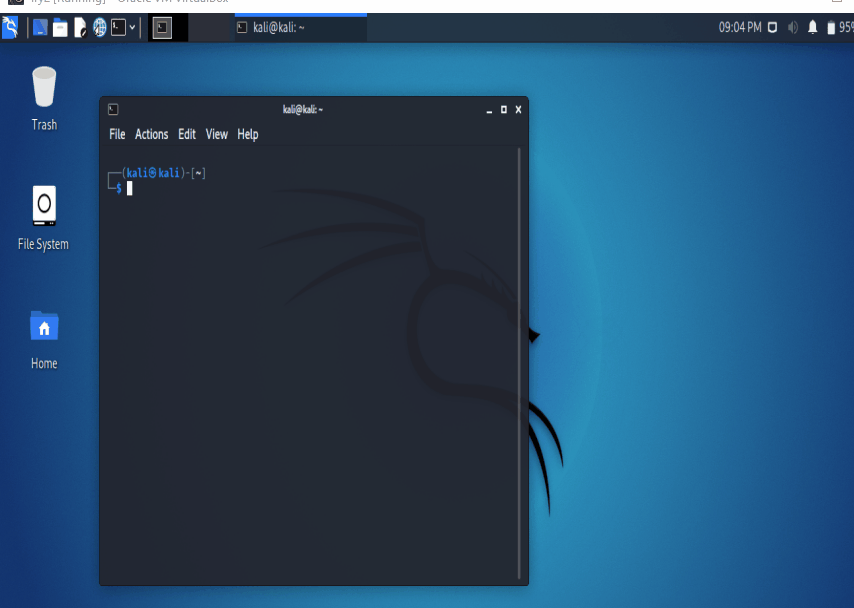 [Running] - Oracle VM VirtualBox
kali@kali: ~
09:04 PM
95%
Trash
File System
Home
kali@kali: ~
File Actions Edit View Help
(kali㉿kali)-[~]
$